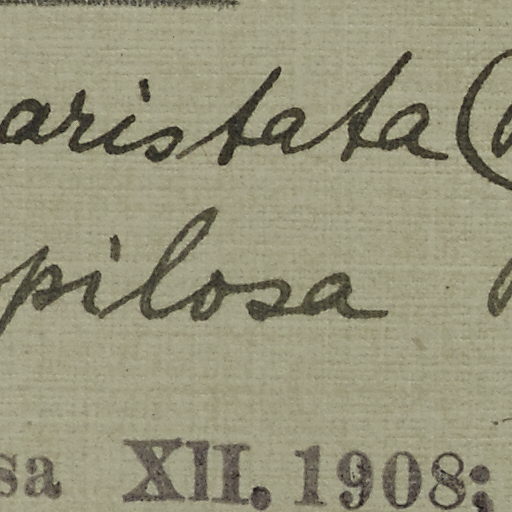 aristata (
pilosa
sa XII. 1908;